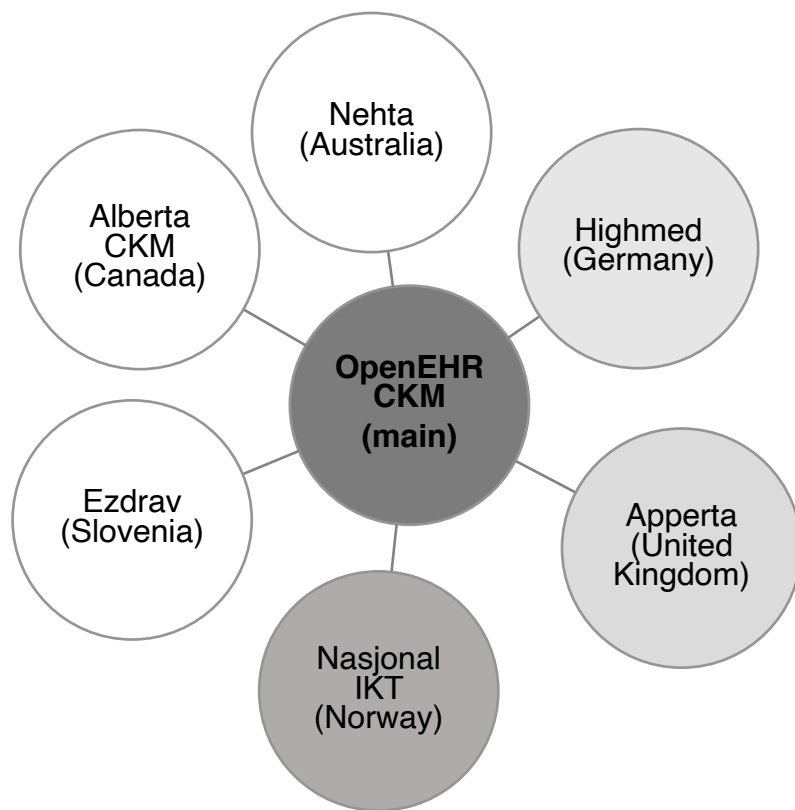 Nehta
(Australia)
Alberta
CKM
(Canada)
Highmed
(Germany)
OpenEHR
CKM
(main)
Ezdrav
(Slovenia)
Apperta
(United
Kingdom)
Nasjonal
IKT
(Norway)